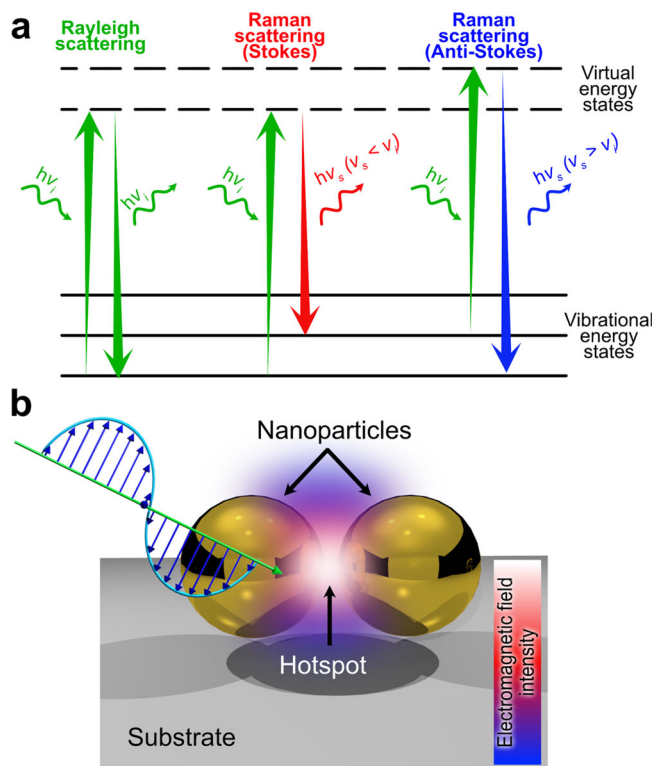 a
Rayleigh
scattering
Raman
scattering
(Stokes)
Raman
scattering
(Anti-Stokes)
Virtual
energy
states
hνᵢ
hνᵢ
hνᵢ
hνₛ (νₛ < νᵢ)
hνᵢ
hνₛ (νₛ > νᵢ)
Vibrational
energy
states
b
Nanoparticles
Hotspot
Substrate
Electromagnetic field
intensity